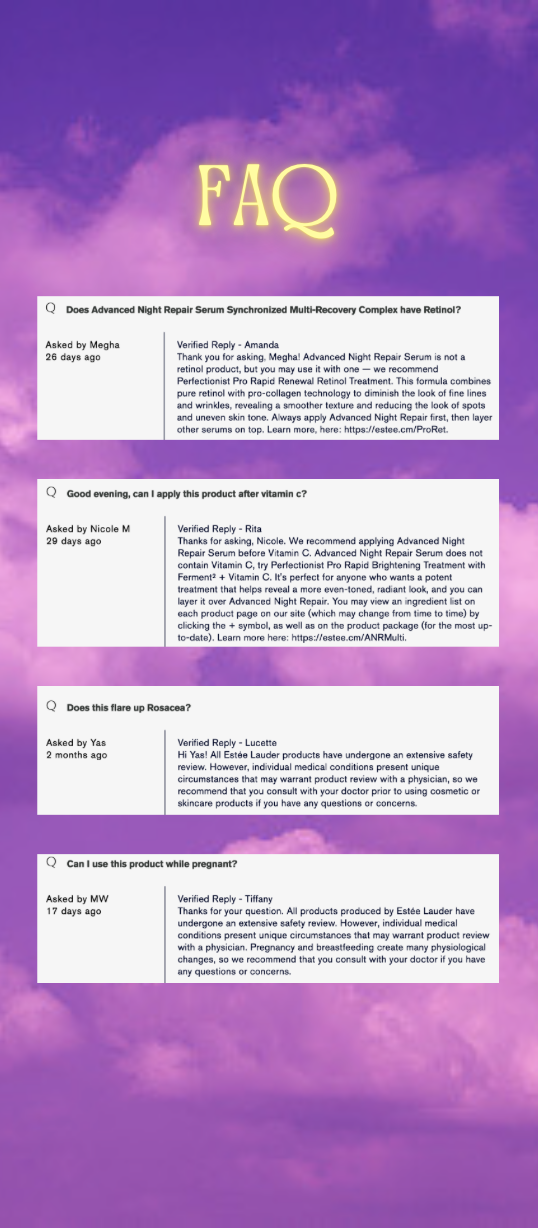 FAQ
Q Does Advanced Night Repair Serum Synchronized Multi-Recovery Complex have Retinol?
Asked by Megha
26 days ago
Verified Reply - Amanda
Thank you for asking, Megha! Advanced Night Repair Serum is not a
retinol product, but you may use it with one — we recommend
Perfectionist Pro Rapid Renewal Retinol Treatment. This formula combines
pure retinol with pro-collagen technology to diminish the look of fine lines
and wrinkles, revealing a smoother texture and reducing the look of spots
and uneven skin tone. Always apply Advanced Night Repair first, then layer
other serums on top. Learn more, here: https://estee.cm/ProRet.
Q Good evening, can I apply this product after vitamin c?
Asked by Nicole M
29 days ago
Verified Reply - Rita
Thanks for asking, Nicole. We recommend applying Advanced Night
Repair Serum before Vitamin C. Advanced Night Repair Serum does not
contain Vitamin C, try Perfectionist Pro Rapid Brightening Treatment with
Ferment² + Vitamin C. It's perfect for anyone who wants a potent
treatment that helps reveal a more even-toned, radiant look, and you can
layer it over Advanced Night Repair. You may view an ingredient list on
each product page on our site (which may change from time to time) by
clicking the + symbol, as well as on the product package (for the most up-
to-date). Learn more here: https://estee.cm/ANRMulti.
Q Does this flare up Rosacea?
Asked by Yas
2 months ago
Verified Reply - Lucette
Hi Yas! All Estée Lauder products have undergone an extensive safety
review. However, individual medical conditions present unique
circumstances that may warrant product review with a physician, so we
recommend that you consult with your doctor prior to using cosmetic or
skincare products if you have any questions or concerns.
Q Can I use this product while pregnant?
Asked by MW
17 days ago
Verified Reply - Tiffany
Thanks for your question. All products produced by Estée Lauder have
undergone an extensive safety review. However, individual medical
conditions present unique circumstances that may warrant product review
with a physician. Pregnancy and breastfeeding create many physiological
changes, so we recommend that you consult with your doctor if you have
any questions or concerns.